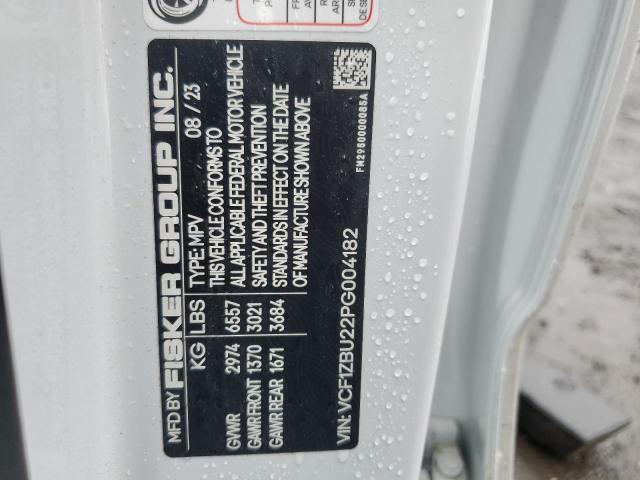 MFD BY FISKER GROUP INC.
08 / 23
KG LBS TYPE: MPV
THIS VEHICLE CONFORMS TO
GVWR 2974 6557 ALL APPLICABLE FEDERAL MOTOR VEHICLE
GAWR FRONT 1370 3021 SAFETY AND THEFT PREVENTION
GAWR REAR 1671 3684 STANDARDS IN EFFECT ON THE DATE
OF MANUFACTURE SHOWN ABOVE
VIN: VCF1ZBU22PG004182
FM2950000085A